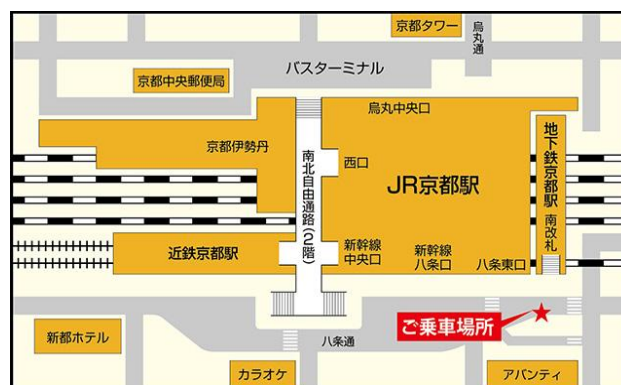 京都タワー
烏丸通
バスターミナル
京都中央郵便局
烏丸中央口
京都伊勢丹
南北自由通路(2階)
西口
JR京都駅
地下鉄京都駅
南改札
近鉄京都駅
新幹線
中央口
新幹線
八条口
八条東口
ご乗車場所
新都ホテル
八条通
カラオケ
アバンティ